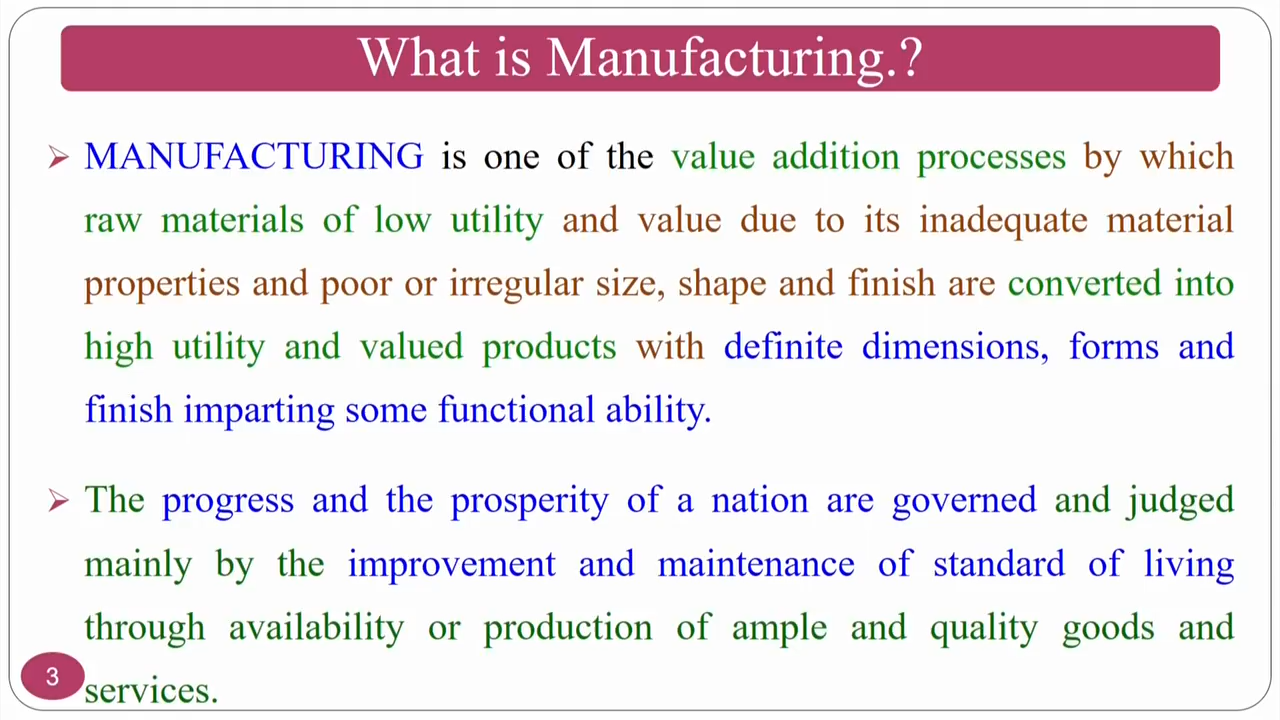 What is Manufacturing.?
MANUFACTURING is one of the value addition processes by which
raw materials of low utility and value due to its inadequate material
properties and poor or irregular size, shape and finish are converted into
high utility and valued products with definite dimensions, forms and
finish imparting some functional ability.
The progress and the prosperity of a nation are governed and judged
mainly by the improvement and maintenance of standard of living
through availability or production of ample and quality goods and
services.
3